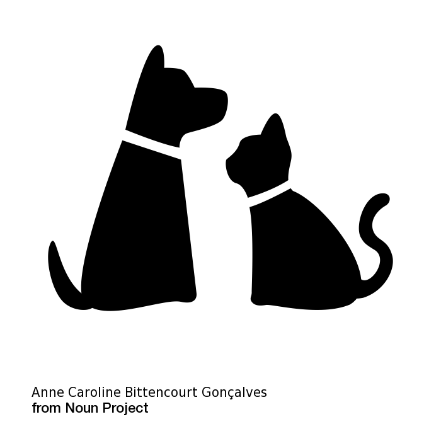 Anne Caroline Bittencourt Gonçalves
from Noun Project